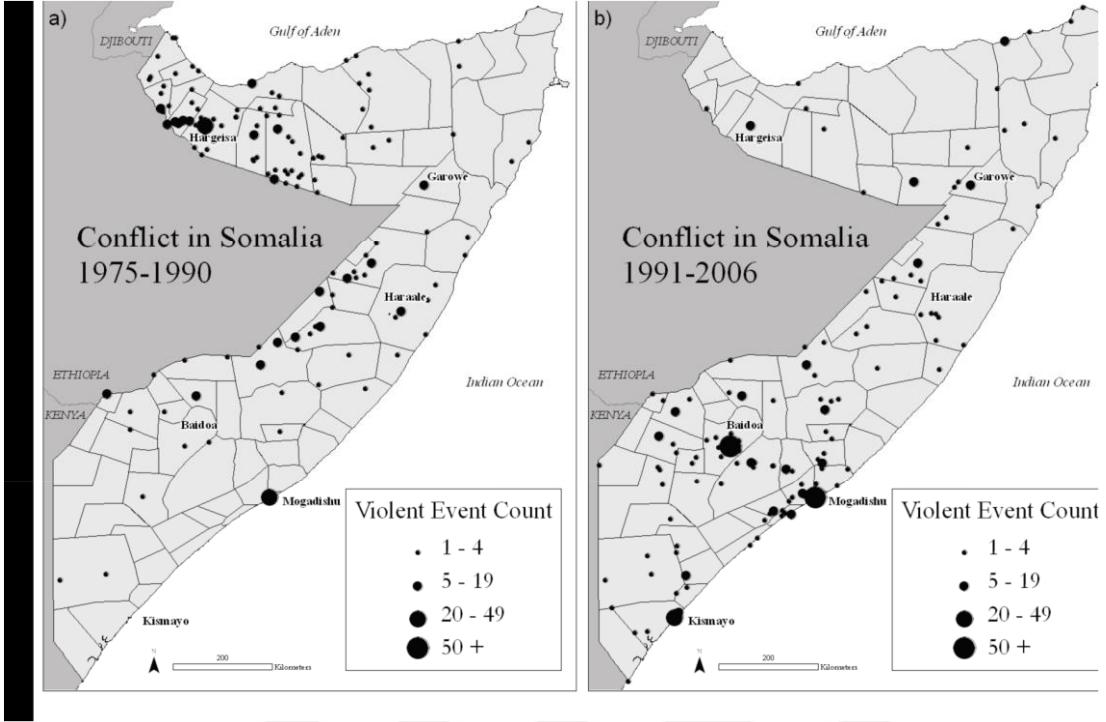 a)
Gulf of Aden
DJIBOUTI
Hargeisa
Garowe
Conflict in Somalia
1975-1990
Haraale
ETHIOPIA
Indian Ocean
KENYA
Baidoa
Mogadishu
Violent Event Count
1 - 4
5 - 19
20 - 49
50 +
Kismayo
N
200
Kilometers
b)
Gulf of Aden
DJIBOUTI
Hargeisa
Garowe
Conflict in Somalia
1991-2006
Haraale
ETHIOPIA
Indian Ocean
KENYA
Baidoa
Mogadishu
Violent Event Count
1 - 4
5 - 19
20 - 49
50 +
Kismayo
N
200
Kilometers